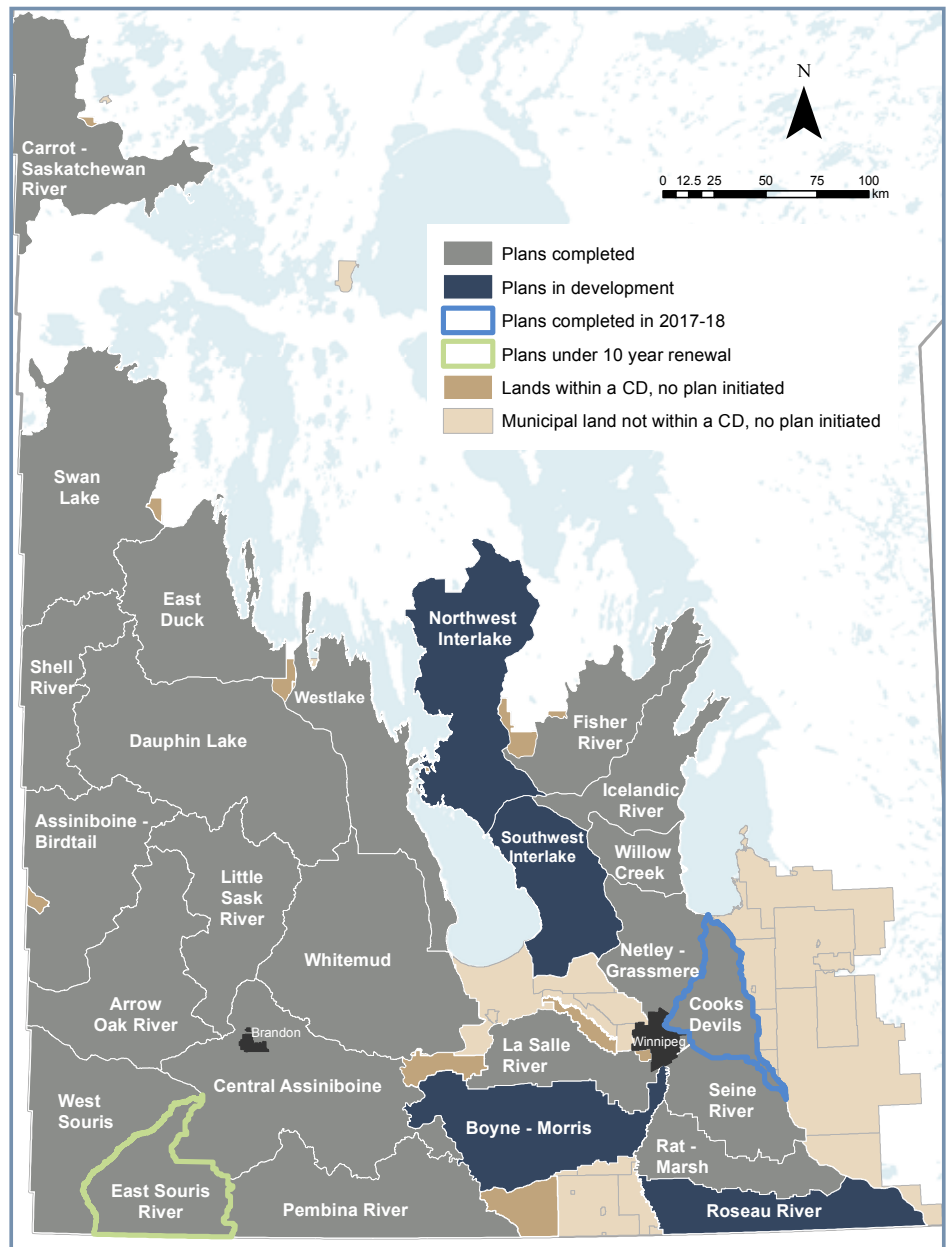 N
0 12.5 25 50 75 100
km
Carrot -
Saskatchewan
River
Plans completed
Plans in development
Plans completed in 2017-18
Plans under 10 year renewal
Lands within a CD, no plan initiated
Municipal land not within a CD, no plan initiated
Swan
Lake
East
Duck
Northwest
Interlake
Shell
River
Westlake
Fisher
River
Dauphin Lake
Icelandic
River
Assiniboine -
Birdtail
Southwest
Interlake
Willow
Creek
Little
Sask
River
Whitemud
Netley -
Grassmere
Cooks
Devils
Arrow
Oak River
Brandon
Winnipeg
La Salle
River
Central Assiniboine
Seine
River
West
Souris
Boyne - Morris
Rat -
Marsh
East Souris
River
Pembina River
Roseau River